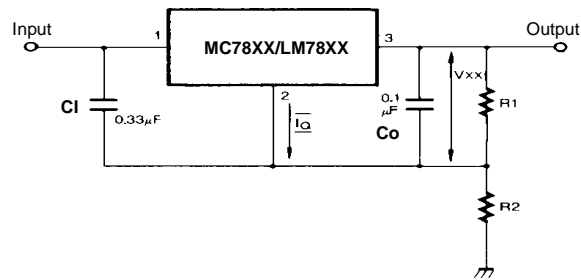 Input
Output
1
MC78XX/LM78XX
3
2
IQ
CI
0.33μF
0.1
μF
Co
VXX
R1
R2